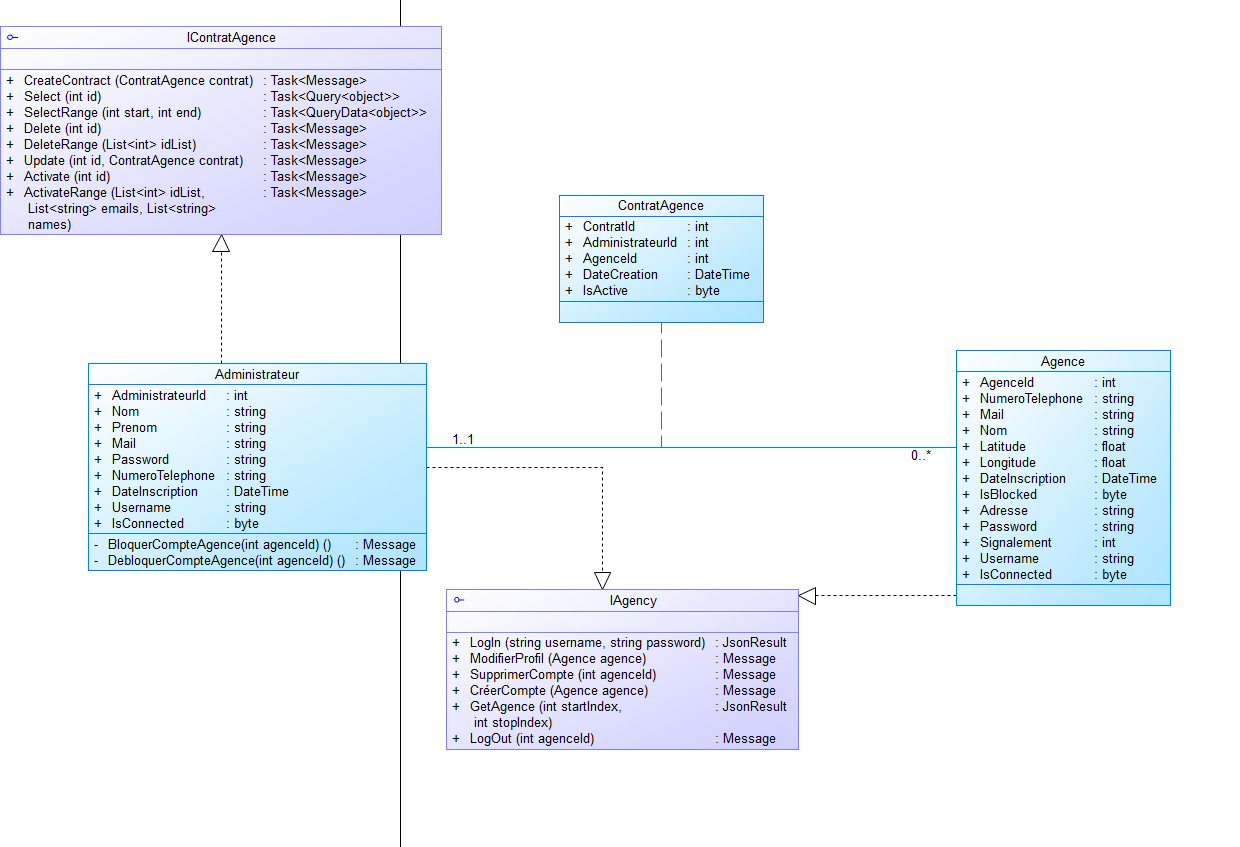 IContratAgence
+ CreateContract (ContratAgence contrat) : Task<Message>
+ Select (int id) : Task<Query<object>>
+ SelectRange (int start, int end) : Task<QueryData<object>>
+ Delete (int id) : Task<Message>
+ DeleteRange (List<int> idList) : Task<Message>
+ Update (int id, ContratAgence contrat) : Task<Message>
+ Activate (int id) : Task<Message>
+ ActivateRange (List<int> idList, : Task<Message>
List<string> emails, List<string>
names)
ContratAgence
+ ContratId : int
+ AdministrateurId : int
+ AgenceId : int
+ DateCreation : DateTime
+ IsActive : byte
Administrateur
+ AdministrateurId : int
+ Nom : string
+ Prenom : string
+ Mail : string
+ Password : string
+ NumeroTelephone : string
+ DateInscription : DateTime
+ Username : string
+ IsConnected : byte
- BloquerCompteAgence(int agenceId) () : Message
- DebloquerCompteAgence(int agenceId) () : Message
1..1
0..*
Agence
+ AgenceId : int
+ NumeroTelephone : string
+ Mail : string
+ Nom : string
+ Latitude : float
+ Longitude : float
+ DateInscription : DateTime
+ IsBlocked : byte
+ Adresse : string
+ Password : string
+ Signalement : int
+ Username : string
+ IsConnected : byte
IAgency
+ LogIn (string username, string password) : JsonResult
+ ModifierProfil (Agence agence) : Message
+ SupprimerCompte (int agenceId) : Message
+ CréerCompte (Agence agence) : Message
+ GetAgence (int startIndex, : JsonResult
int stopIndex)
+ LogOut (int agenceId) : Message